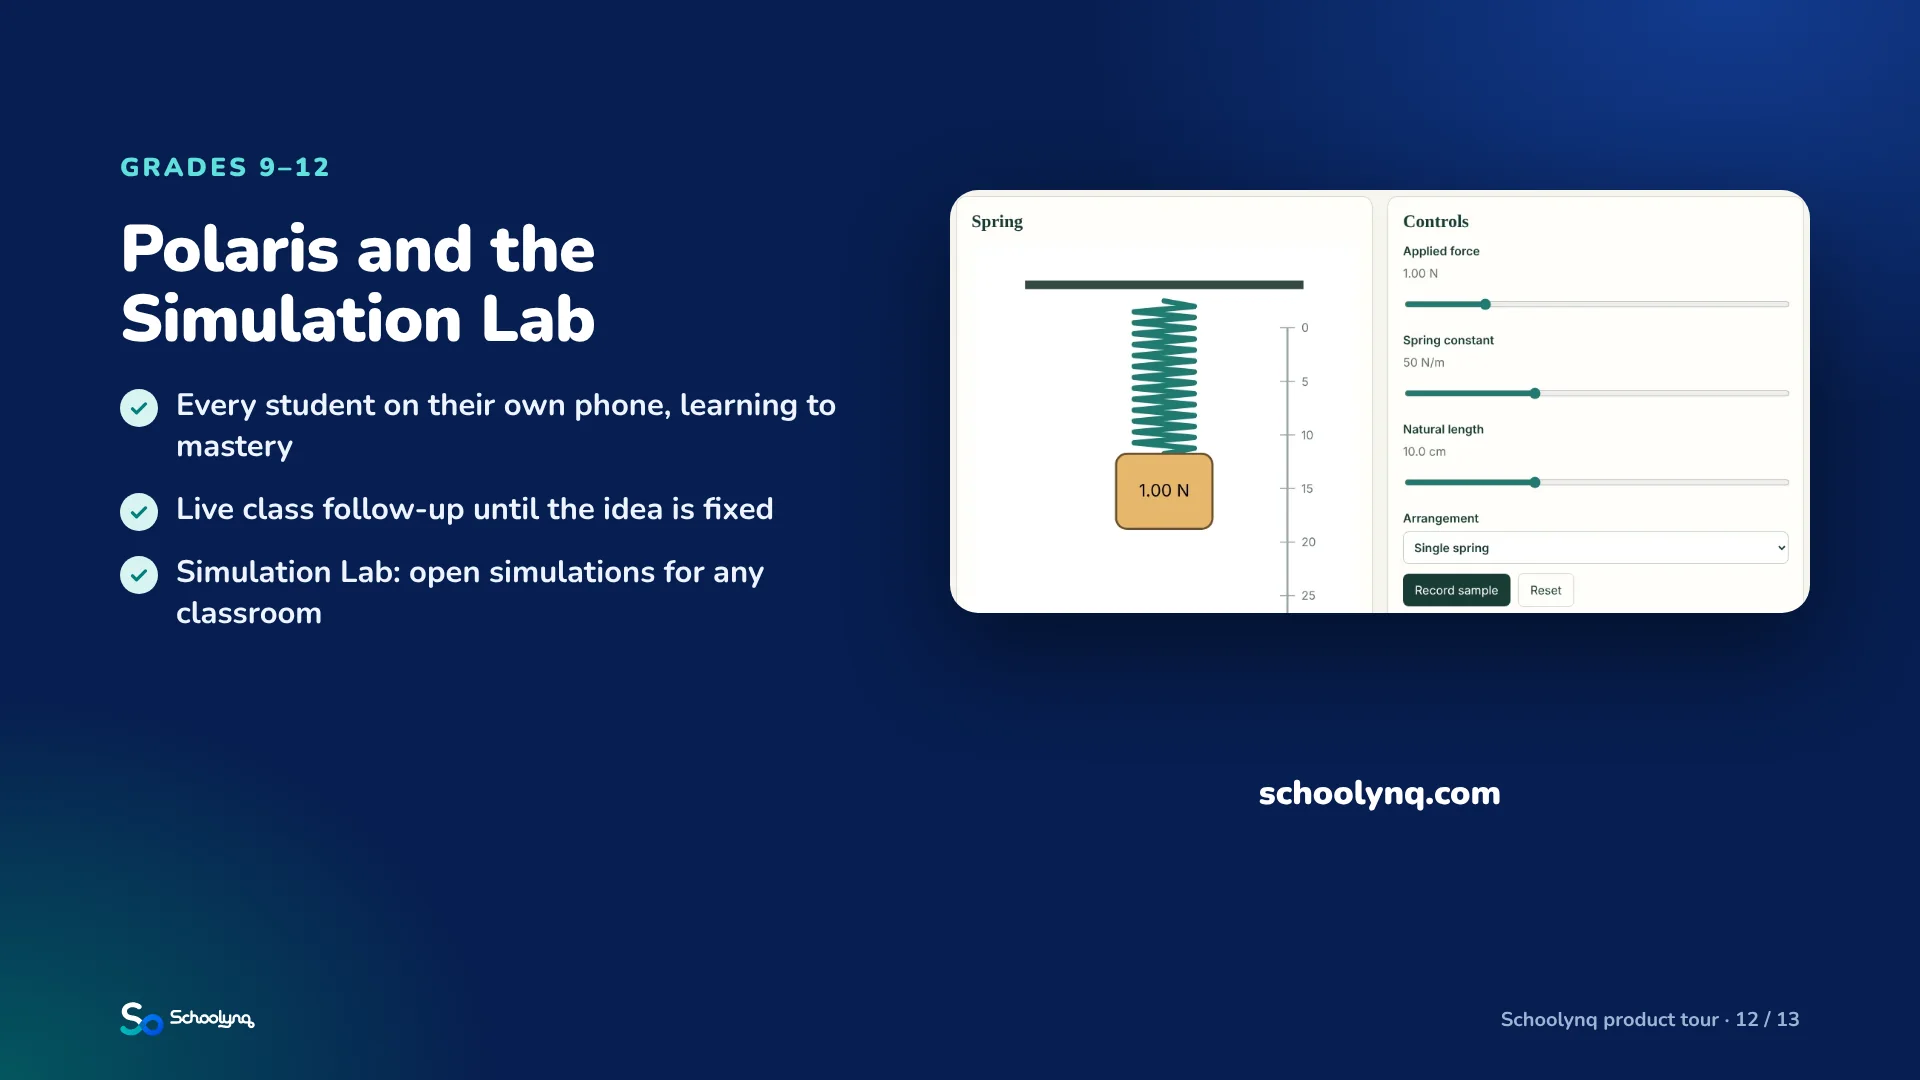 GRADES 9–12
Polaris and the
Simulation Lab
Every student on their own phone, learning to
mastery
Live class follow-up until the idea is fixed
Simulation Lab: open simulations for any
classroom
Spring
0
5
10
15
20
25
1.00 N
Controls
Applied force
1.00 N
Spring constant
50 N/m
Natural length
10.0 cm
Arrangement
Single spring
Record sample
Reset
schoolynq.com
So Schoolynq
Schoolynq product tour · 12 / 13